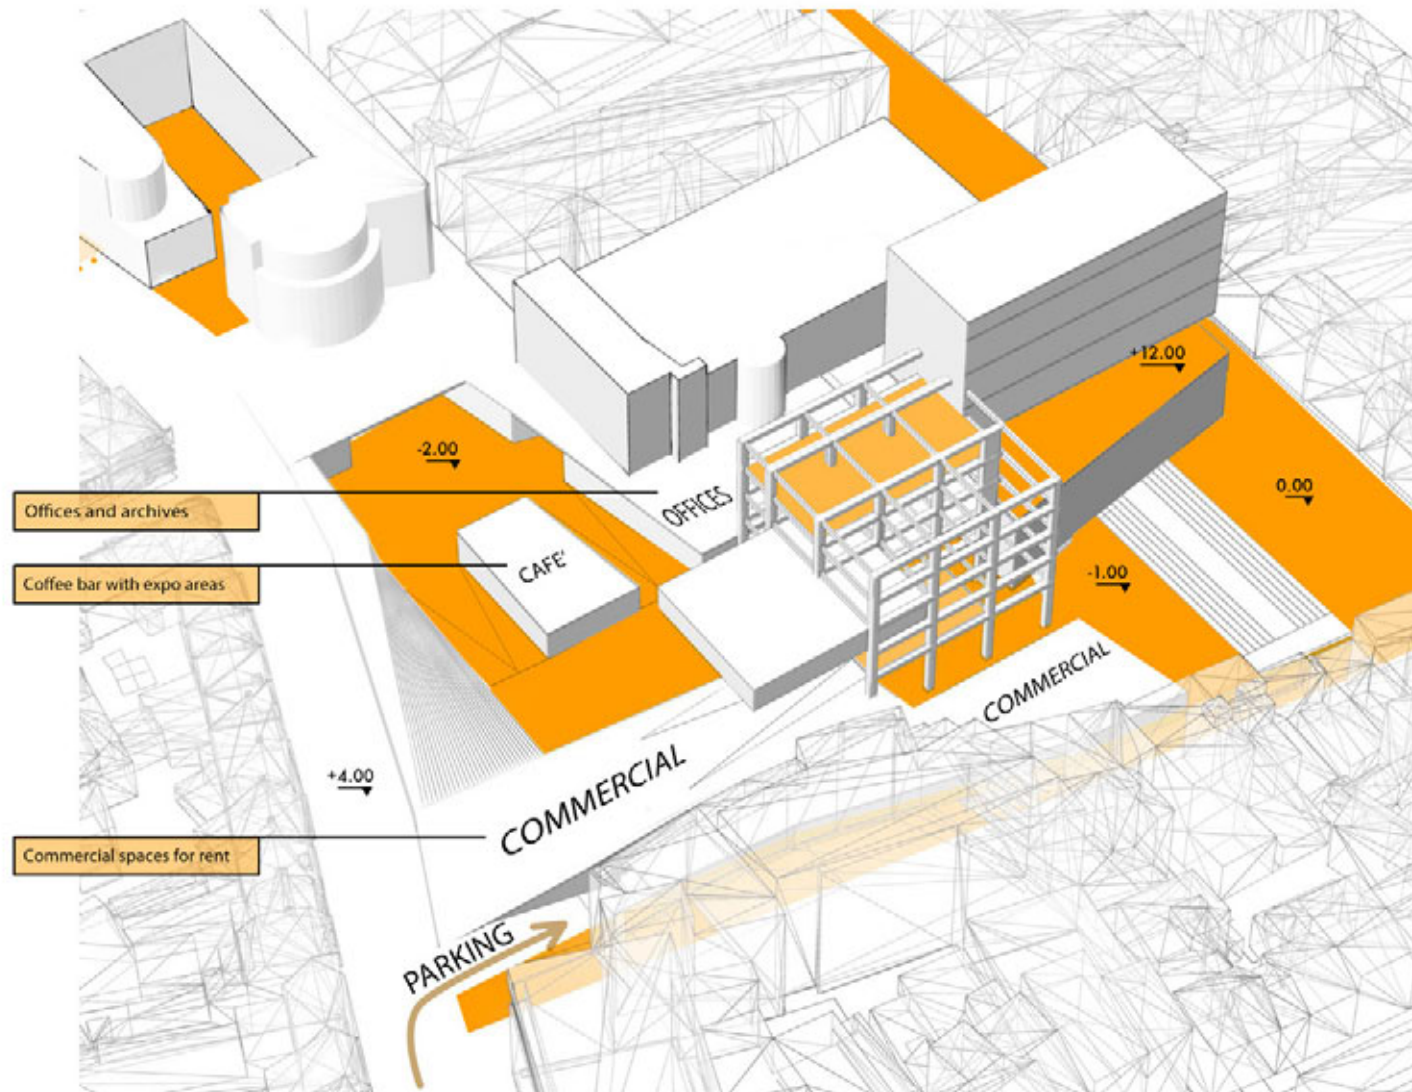 +12.00
-2.00
0.00
Offices and archives
OFFICES
Coffee bar with expo areas
CAFE'
-1.00
COMMERCIAL
+4.00
COMMERCIAL
Commercial spaces for rent
PARKING